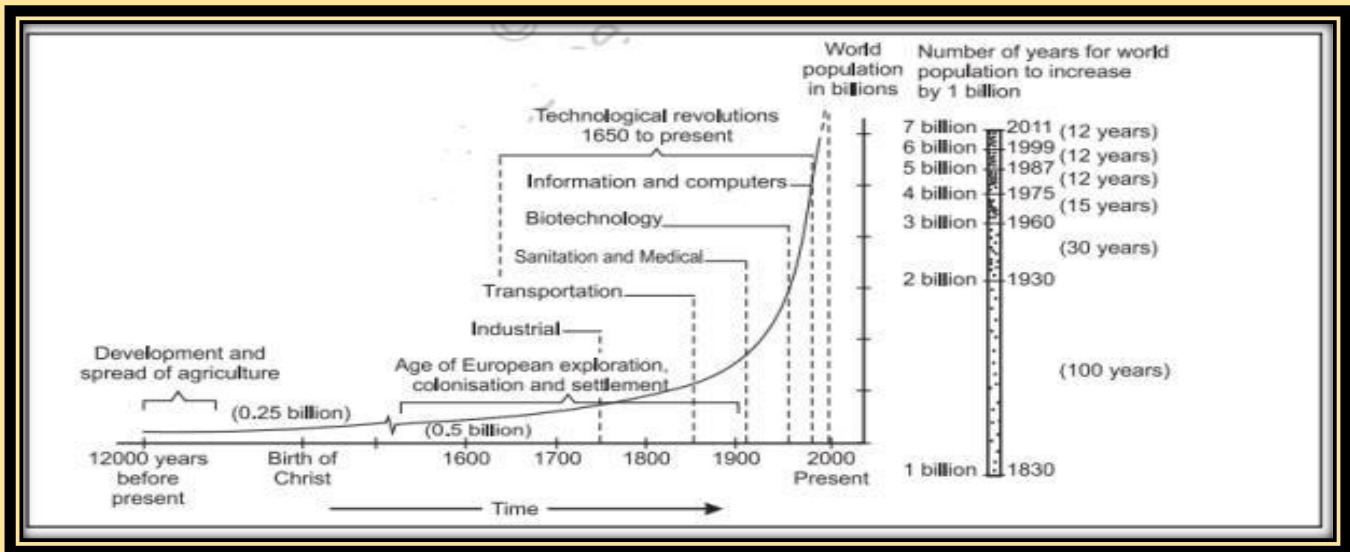 World
population
in billions
Number of years for world
population to increase
by 1 billion
Technological revolutions
1650 to present
Information and computers
Biotechnology
Sanitation and Medical
Transportation
Industrial
Development and
spread of agriculture
Age of European exploration,
colonisation and settlement
(0.25 billion)
(0.5 billion)
12000 years
before
present
Birth of
Christ
1600
1700
1800
1900
2000
Present
Time
7 billion 2011 (12 years)
6 billion 1999
(12 years)
5 billion 1987
(12 years)
4 billion 1975
(15 years)
3 billion 1960
(30 years)
2 billion 1930
(100 years)
1 billion 1830